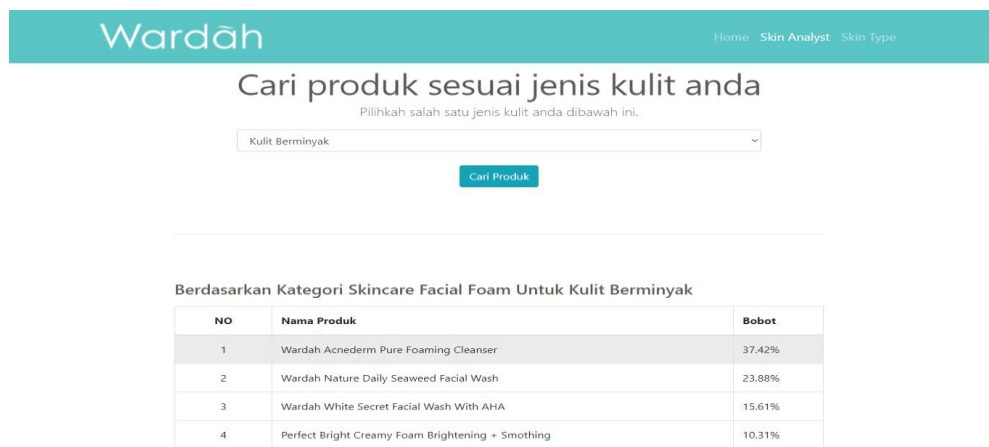 Wardãh
Home Skin Analyst Skin Type
Cari produk sesuai jenis kulit anda
Pilihkah salah satu jenis kulit anda dibawah ini.
Kulit Berminyak
Cari Produk
Berdasarkan Kategori Skincare Facial Foam Untuk Kulit Berminyak
NO Nama Produk Bobot
1 Wardah Acnederm Pure Foaming Cleanser 37.42%
2 Wardah Nature Daily Seaweed Facial Wash 23.88%
3 Wardah White Secret Facial Wash With AHA 15.61%
4 Perfect Bright Creamy Foam Brightening + Smothing 10.31%